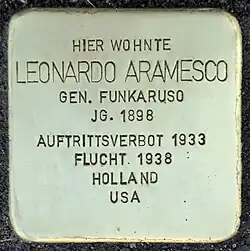 HIER WOHNTE
LEONARDO ARAMESCO
GEN. FUNKARUSO
JG. 1898
AUFTRITTSVERBOT 1933
FLUCHT 1938
HOLLAND
USA